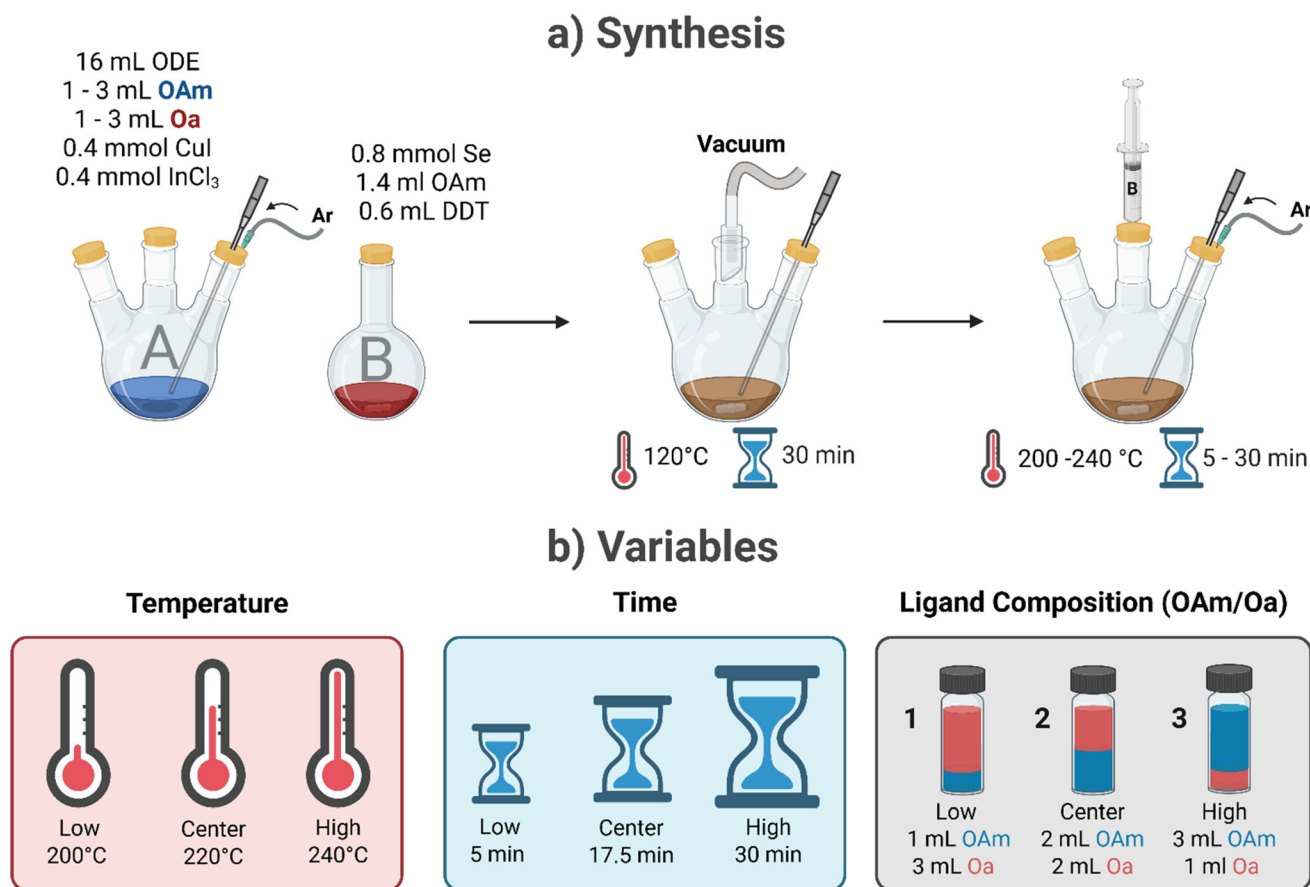 a) Synthesis
16 mL ODE
1 - 3 mL OAm
1 - 3 mL Oa
0.4 mmol CuI
0.4 mmol InCl₃
Ar
A
0.8 mmol Se
1.4 ml OAm
0.6 mL DDT
B
Vacuum
120°C
30 min
B
Ar
200 -240 °C
5 - 30 min
b) Variables
Temperature
Low
200°C
Center
220°C
High
240°C
Time
Low
5 min
Center
17.5 min
High
30 min
Ligand Composition (OAm/Oa)
1
Low
1 mL OAm
3 mL Oa
2
Center
2 mL OAm
2 mL Oa
3
High
3 mL OAm
1 ml Oa